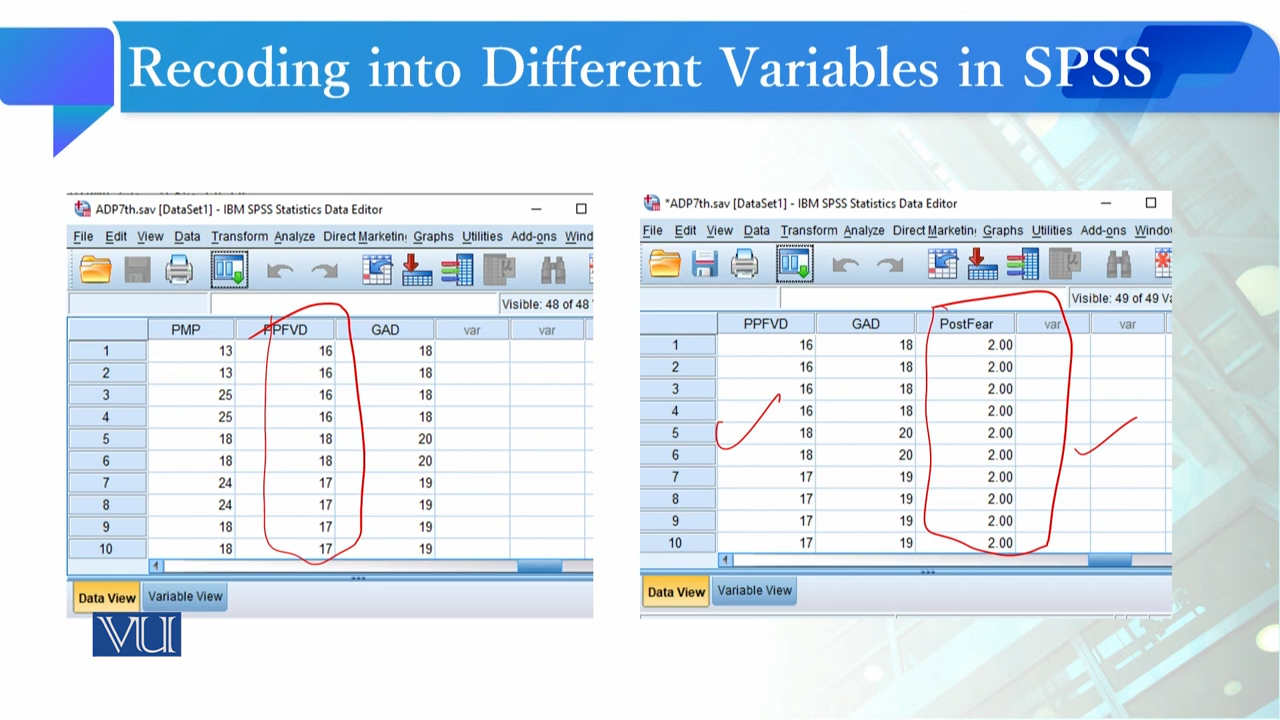 Recoding into Different Variables in SPSS
ADP7th.sav [DataSet1] - IBM SPSS Statistics Data Editor
File Edit View Data Transform Analyze Direct Marketing Graphs Utilities Add-ons Wind
Visible: 48 of 48
PMP PPFVD GAD var var
1 13 16 18
2 13 16 18
3 25 16 18
4 25 16 18
5 18 18 20
6 18 18 20
7 24 17 19
8 24 17 19
9 18 17 19
10 18 17 19
Data View Variable View
*ADP7th.sav [DataSet1] - IBM SPSS Statistics Data Editor
File Edit View Data Transform Analyze Direct Marketing Graphs Utilities Add-ons Window
Visible: 49 of 49 Va
PPFVD GAD PostFear var var
1 16 18 2.00
2 16 18 2.00
3 16 18 2.00
4 16 18 2.00
5 18 20 2.00
6 18 20 2.00
7 17 19 2.00
8 17 19 2.00
9 17 19 2.00
10 17 19 2.00
Data View Variable View
VU